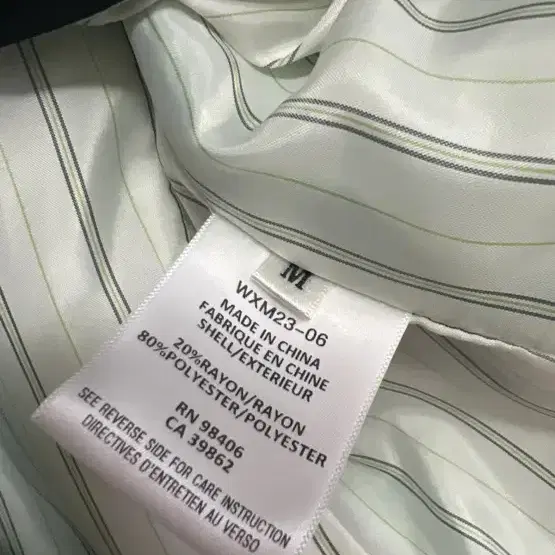 M
WXM23-06
MADE IN CHINA
FABRIQUE EN CHINE
SHELL/EXTERIEUR
20%RAYON/RAYON
80%POLYESTER/POLYESTER
RN 98406
CA 39862
SEE REVERSE SIDE FOR CARE INSTRUCTION
DIRECTIVES D'ENTRETIEN AU VERSO